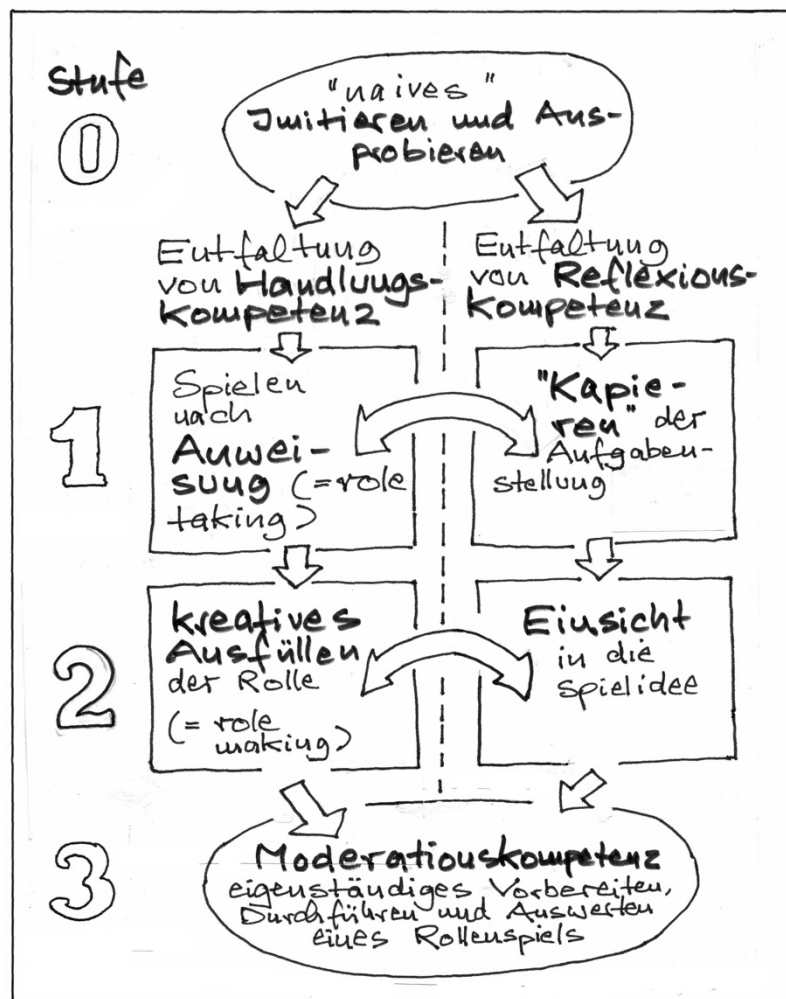 Stufe
0
"naives"
Imitieren und Aus-
probieren
Entfaltung
von Handlungs-
kompetenz
Entfaltung
von Reflexions-
kompetenz
1
Spielen
nach
Anwei-
sung (=role
taking)
"Kapie-
ren" der
Aufgaben-
stellung
2
kreatives
Ausfüllen
der Rolle
(= role
making)
Einsicht
in die
Spielidee
3
Moderationskompetenz
eigenständiges Vorbereiten,
Durchführen und Auswerten
eines Rollenspiels